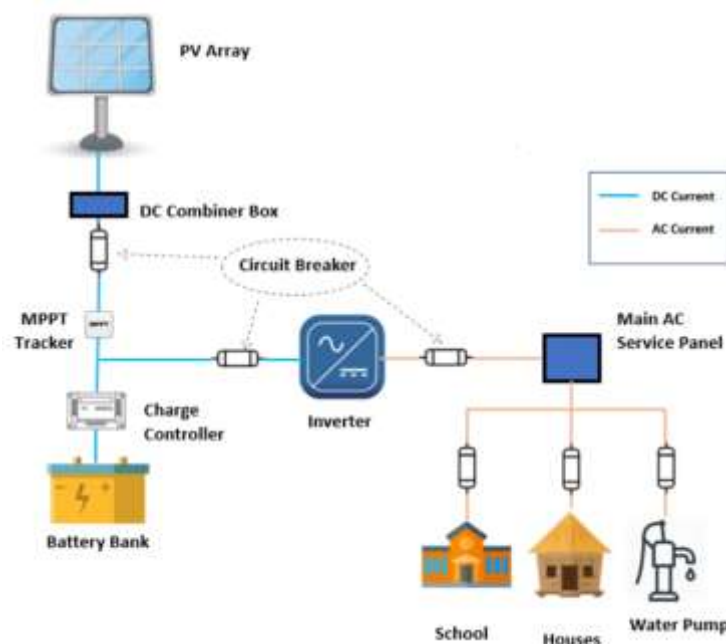 PV Array
DC Combiner Box
DC Current
AC Current
Circuit Breaker
MPPT
Tracker
MPPT
Main AC
Service Panel
Charge
Controller
Inverter
Battery Bank
School
Houses
Water Pump